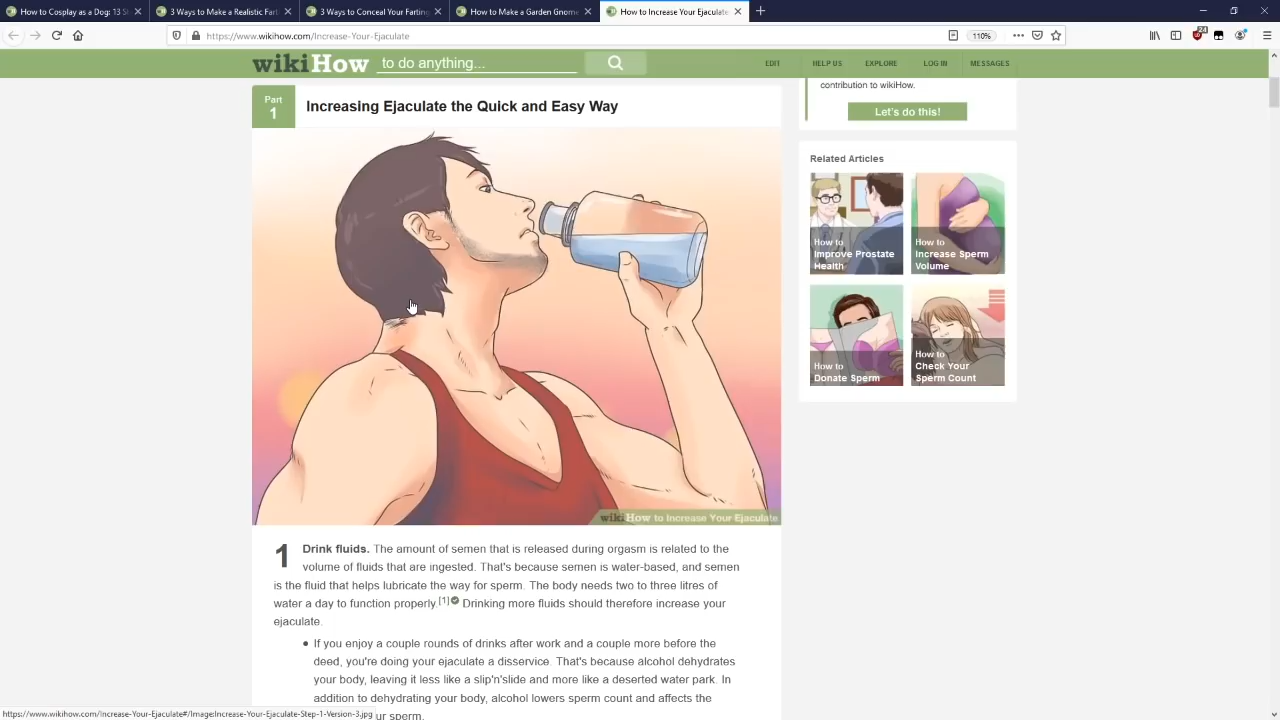 How to Cosplay as a Dog: 13 S
3 Ways to Make a Realistic Fart
3 Ways to Conceal Your Farting
How to Make a Garden Gnome
How to Increase Your Ejaculate
https://www.wikihow.com/Increase-Your-Ejaculate
110%
24
wikiHow to do anything...
EDIT
HELP US
EXPLORE
LOG IN
MESSAGES
Part
1
Increasing Ejaculate the Quick and Easy Way
contribution to wikiHow.
Let's do this!
Related Articles
How to
Improve Prostate
Health
How to
Increase Sperm
Volume
How to
Donate Sperm
How to
Check Your
Sperm Count
wikiHow to Increase Your Ejaculate
1 Drink fluids. The amount of semen that is released during orgasm is related to the
volume of fluids that are ingested. That's because semen is water-based, and semen
is the fluid that helps lubricate the way for sperm. The body needs two to three litres of
water a day to function properly.[1] Drinking more fluids should therefore increase your
ejaculate.
• If you enjoy a couple rounds of drinks after work and a couple more before the
deed, you're doing your ejaculate a disservice. That's because alcohol dehydrates
your body, leaving it less like a slip'n'slide and more like a deserted water park. In
addition to dehydrating your body, alcohol lowers sperm count and affects the
ur sperm.
https://www.wikihow.com/Increase-Your-Ejaculate#/Image:Increase-Your-Ejaculate-Step-1-Version-3.jpg